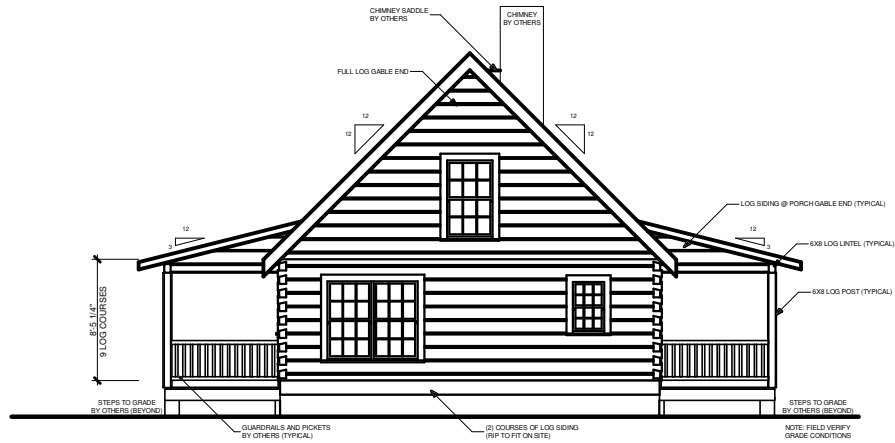 CHIMNEY SADDLE
BY OTHERS
CHIMNEY
BY OTHERS
FULL LOG GABLE END
12
12
12
12
LOG SIDING @ PORCH GABLE END (TYPICAL)
12
3
12
3
6X8 LOG LINTEL (TYPICAL)
6X8 LOG POST (TYPICAL)
8'-5 1/4"
9 LOG COURSES
STEPS TO GRADE
BY OTHERS (BEYOND)
GUARDRAILS AND PICKETS
BY OTHERS (TYPICAL)
(2) COURSES OF LOG SIDING
(RIP TO FIT ON SITE)
STEPS TO GRADE
BY OTHERS (BEYOND)
NOTE: FIELD VERIFY
GRADE CONDITIONS